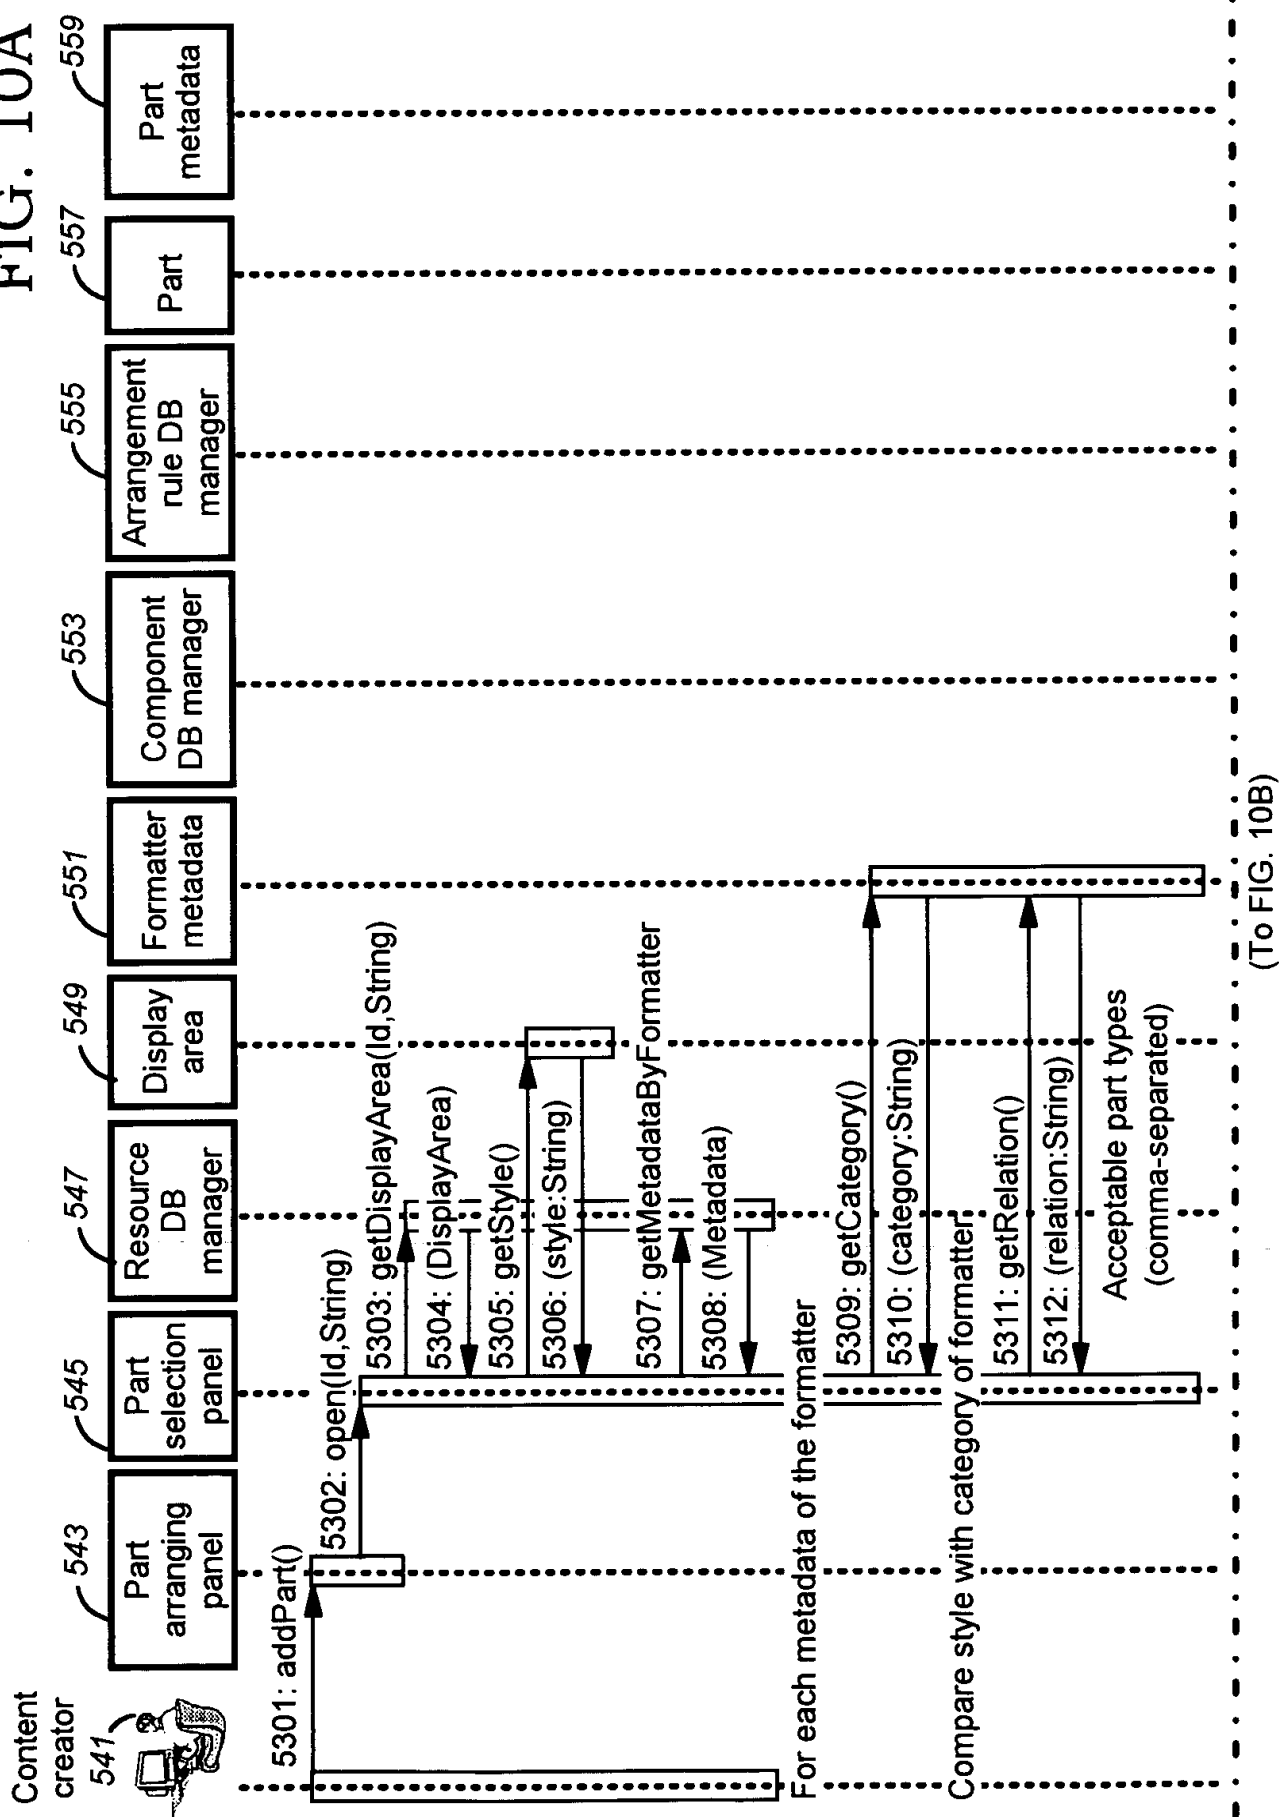 FIG. 10A
Content
creator
541
543
Part
arranging
panel
545
Part
selection
panel
547
Resource
DB
manager
549
Display
area
551
Formatter
metadata
553
Component
DB manager
555
Arrangement
rule DB
manager
557
Part
559
Part
metadata
5301: addPart()
5302: open(Id,String)
5303: getDisplayArea(Id,String)
5304: (DisplayArea)
5305: getStyle()
5306: (style:String)
5307: getMetadataByFormatter
5308: (Metadata)
For each metadata of the formatter
5309: getCategory()
5310: (category:String)
Compare style with category of formatter
5311: getRelation()
5312: (relation:String)
Acceptable part types
(comma-separated)
(To FIG. 10B)